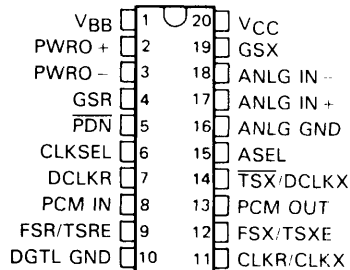 VBB 1 20 VCC
PWRO + 2 19 GSX
PWRO – 3 18 ANLG IN –
GSR 4 17 ANLG IN +
PDN 5 16 ANLG GND
CLKSEL 6 15 ASEL
DCLKR 7 14 TSX/DCLKX
PCM IN 8 13 PCM OUT
FSR/TSRE 9 12 FSX/TSXE
DGTL GND 10 11 CLKR/CLKX